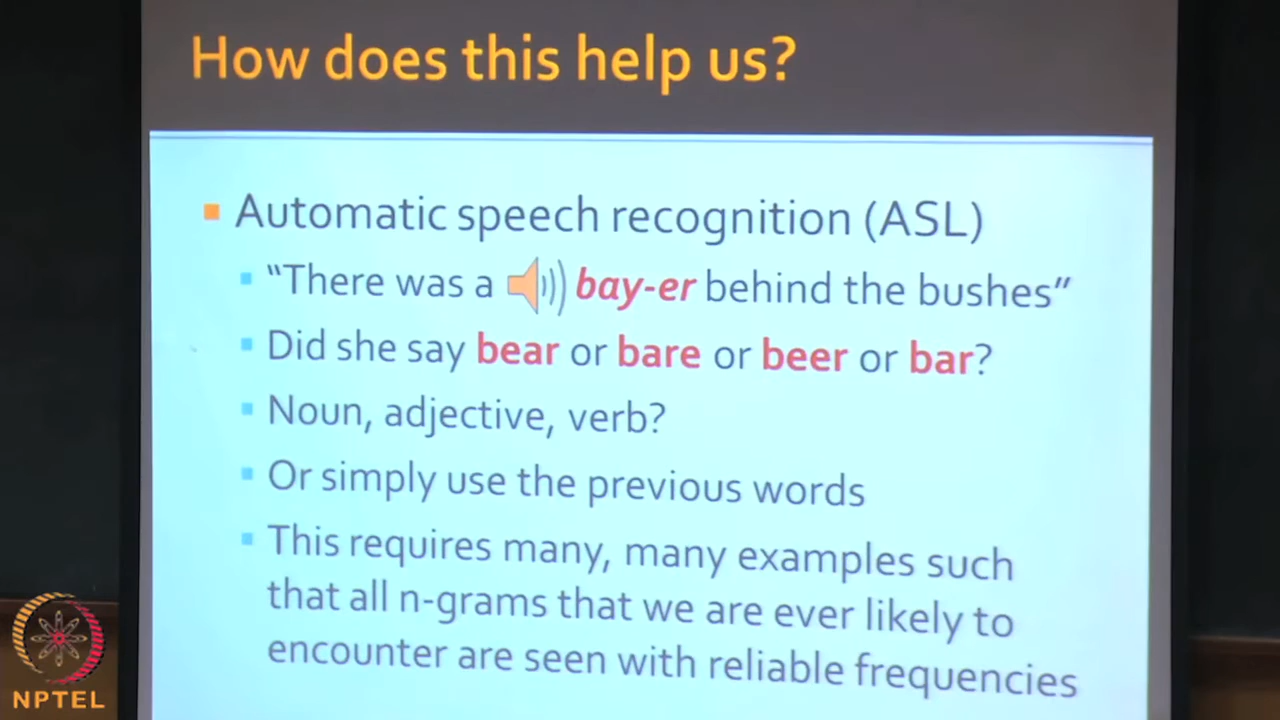 How does this help us?
Automatic speech recognition (ASL)
“There was a bay-er behind the bushes”
Did she say bear or bare or beer or bar?
Noun, adjective, verb?
Or simply use the previous words
This requires many, many examples such
that all n-grams that we are ever likely to
encounter are seen with reliable frequencies
NPTEL